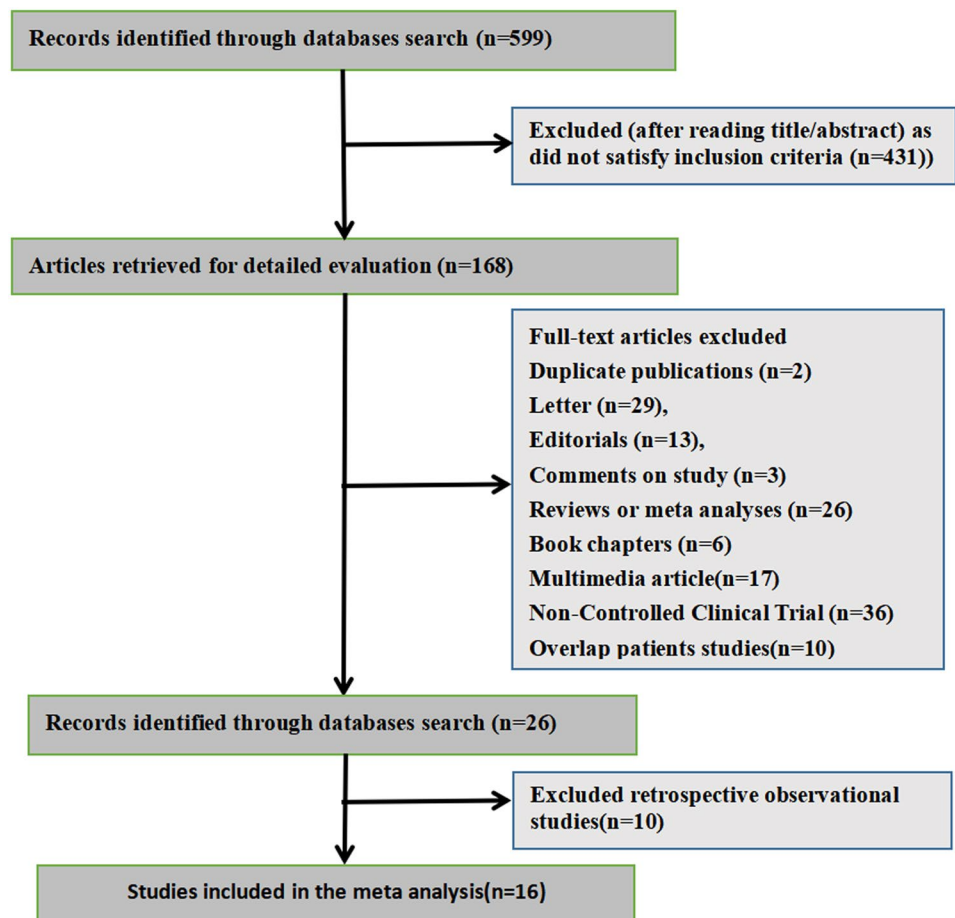 Records identified through databases search (n=599)
Excluded (after reading title/abstract) as
did not satisfy inclusion criteria (n=431))
Articles retrieved for detailed evaluation (n=168)
Full-text articles excluded
Duplicate publications (n=2)
Letter (n=29),
Editorials (n=13),
Comments on study (n=3)
Reviews or meta analyses (n=26)
Book chapters (n=6)
Multimedia article(n=17)
Non-Controlled Clinical Trial (n=36)
Overlap patients studies(n=10)
Records identified through databases search (n=26)
Excluded retrospective observational
studies(n=10)
Studies included in the meta analysis(n=16)